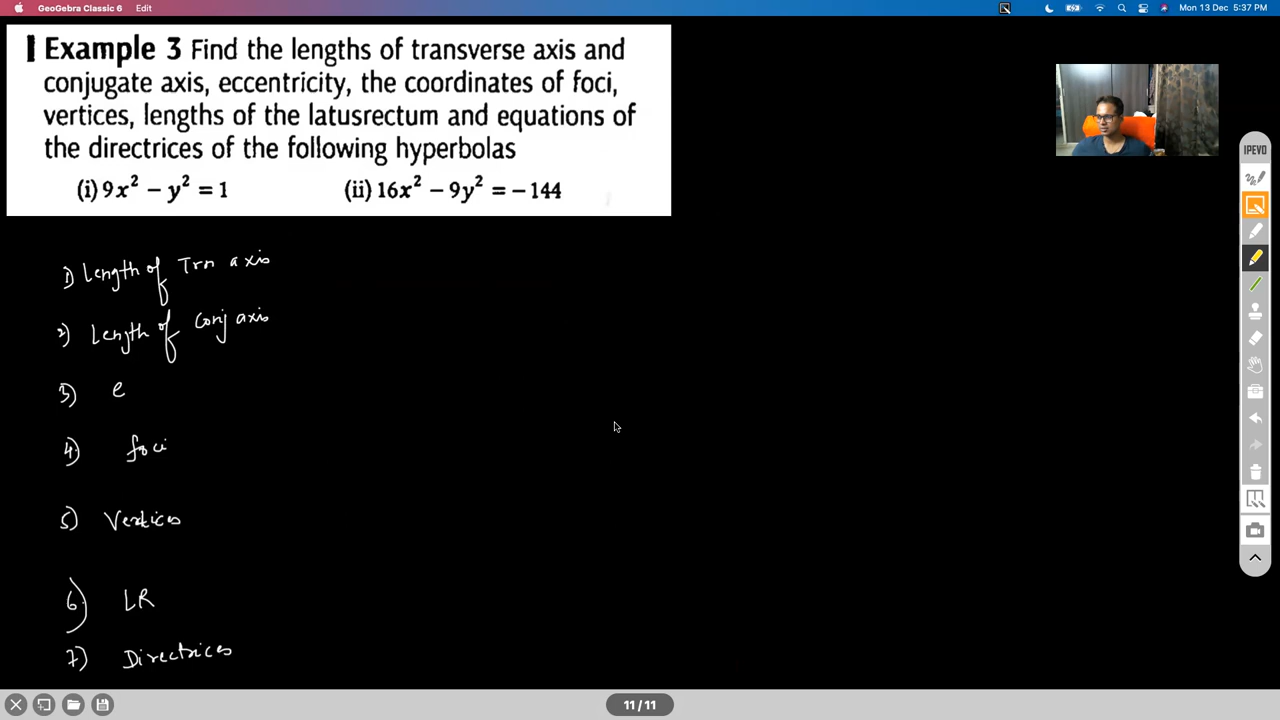 GeoGebra Classic 6 Edit Mon 13 Dec 5:37 PM
Example 3 Find the lengths of transverse axis and
conjugate axis, eccentricity, the coordinates of foci,
vertices, lengths of the latusrectum and equations of
the directrices of the following hyperbolas
(i) 9x² − y² = 1 (ii) 16x² − 9y² = − 144
IPEVO
1) Length of Trn axis
2) Length of Conj axis
3) e
4) foci
5) Vertices
6) LR
7) Directrices
11 / 11